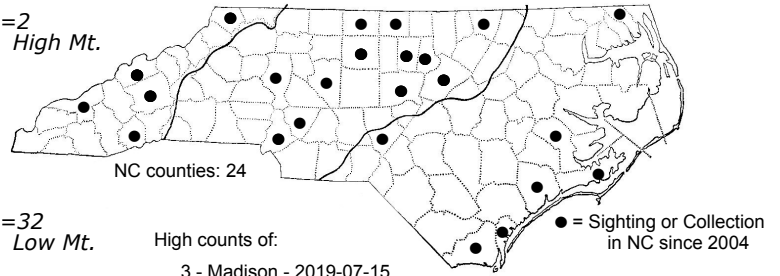 =2
High Mt.
NC counties: 24
=32
Low Mt.
High counts of:
3 - Madison - 2019-07-15
● = Sighting or Collection
in NC since 2004